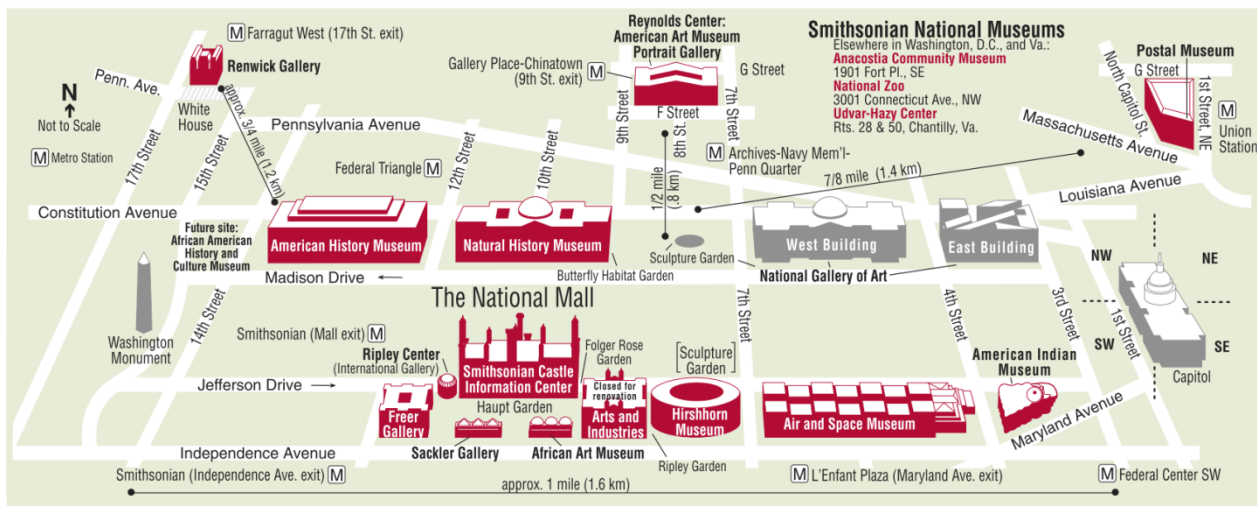 Farragut West (17th St. exit)
M
Renwick Gallery
Penn. Ave.
White
House
N
Not to Scale
M Metro Station
17th Street
15th Street
approx. 3/4 mile (1.2 km)
Pennsylvania Avenue
Reynolds Center:
American Art Museum
Portrait Gallery
Gallery Place-Chinatown
(9th St. exit)
M
G Street
F Street
9th Street
8th St.
7th Street
Smithsonian National Museums
Elsewhere in Washington, D.C., and Va.:
Anacostia Community Museum
1901 Fort Pl., SE
National Zoo
3001 Connecticut Ave., NW
Udvar-Hazy Center
Rts. 28 & 50, Chantilly, Va.
Postal Museum
G Street
North Capitol St.
1st Street, NE
M
Union
Station
Massachusetts Avenue
Louisiana Avenue
Federal Triangle M
12th Street
10th Street
1/2 mile
(.8 km)
M Archives-Navy Mem'l-
Penn Quarter
7/8 mile (1.4 km)
Constitution Avenue
Future site:
African American
History and
Culture Museum
American History Museum
Natural History Museum
Sculpture Garden
West Building
East Building
National Gallery of Art
Butterfly Habitat Garden
Madison Drive
NW
NE
SW
SE
Capitol
Washington
Monument
14th Street
The National Mall
7th Street
4th Street
3rd Street
1st Street
Smithsonian (Mall exit) M
Ripley Center
(International Gallery)
Smithsonian Castle
Information Center
Folger Rose
Garden
[Sculpture
Garden]
American Indian
Museum
Jefferson Drive
Freer
Gallery
Haupt Garden
Closed for
renovation
Arts and
Industries
Hirshhorn
Museum
Air and Space Museum
Maryland Avenue
Independence Avenue
Sackler Gallery
African Art Museum
Ripley Garden
Smithsonian (Independence Ave. exit) M
M L'Enfant Plaza (Maryland Ave. exit)
M Federal Center SW
approx. 1 mile (1.6 km)